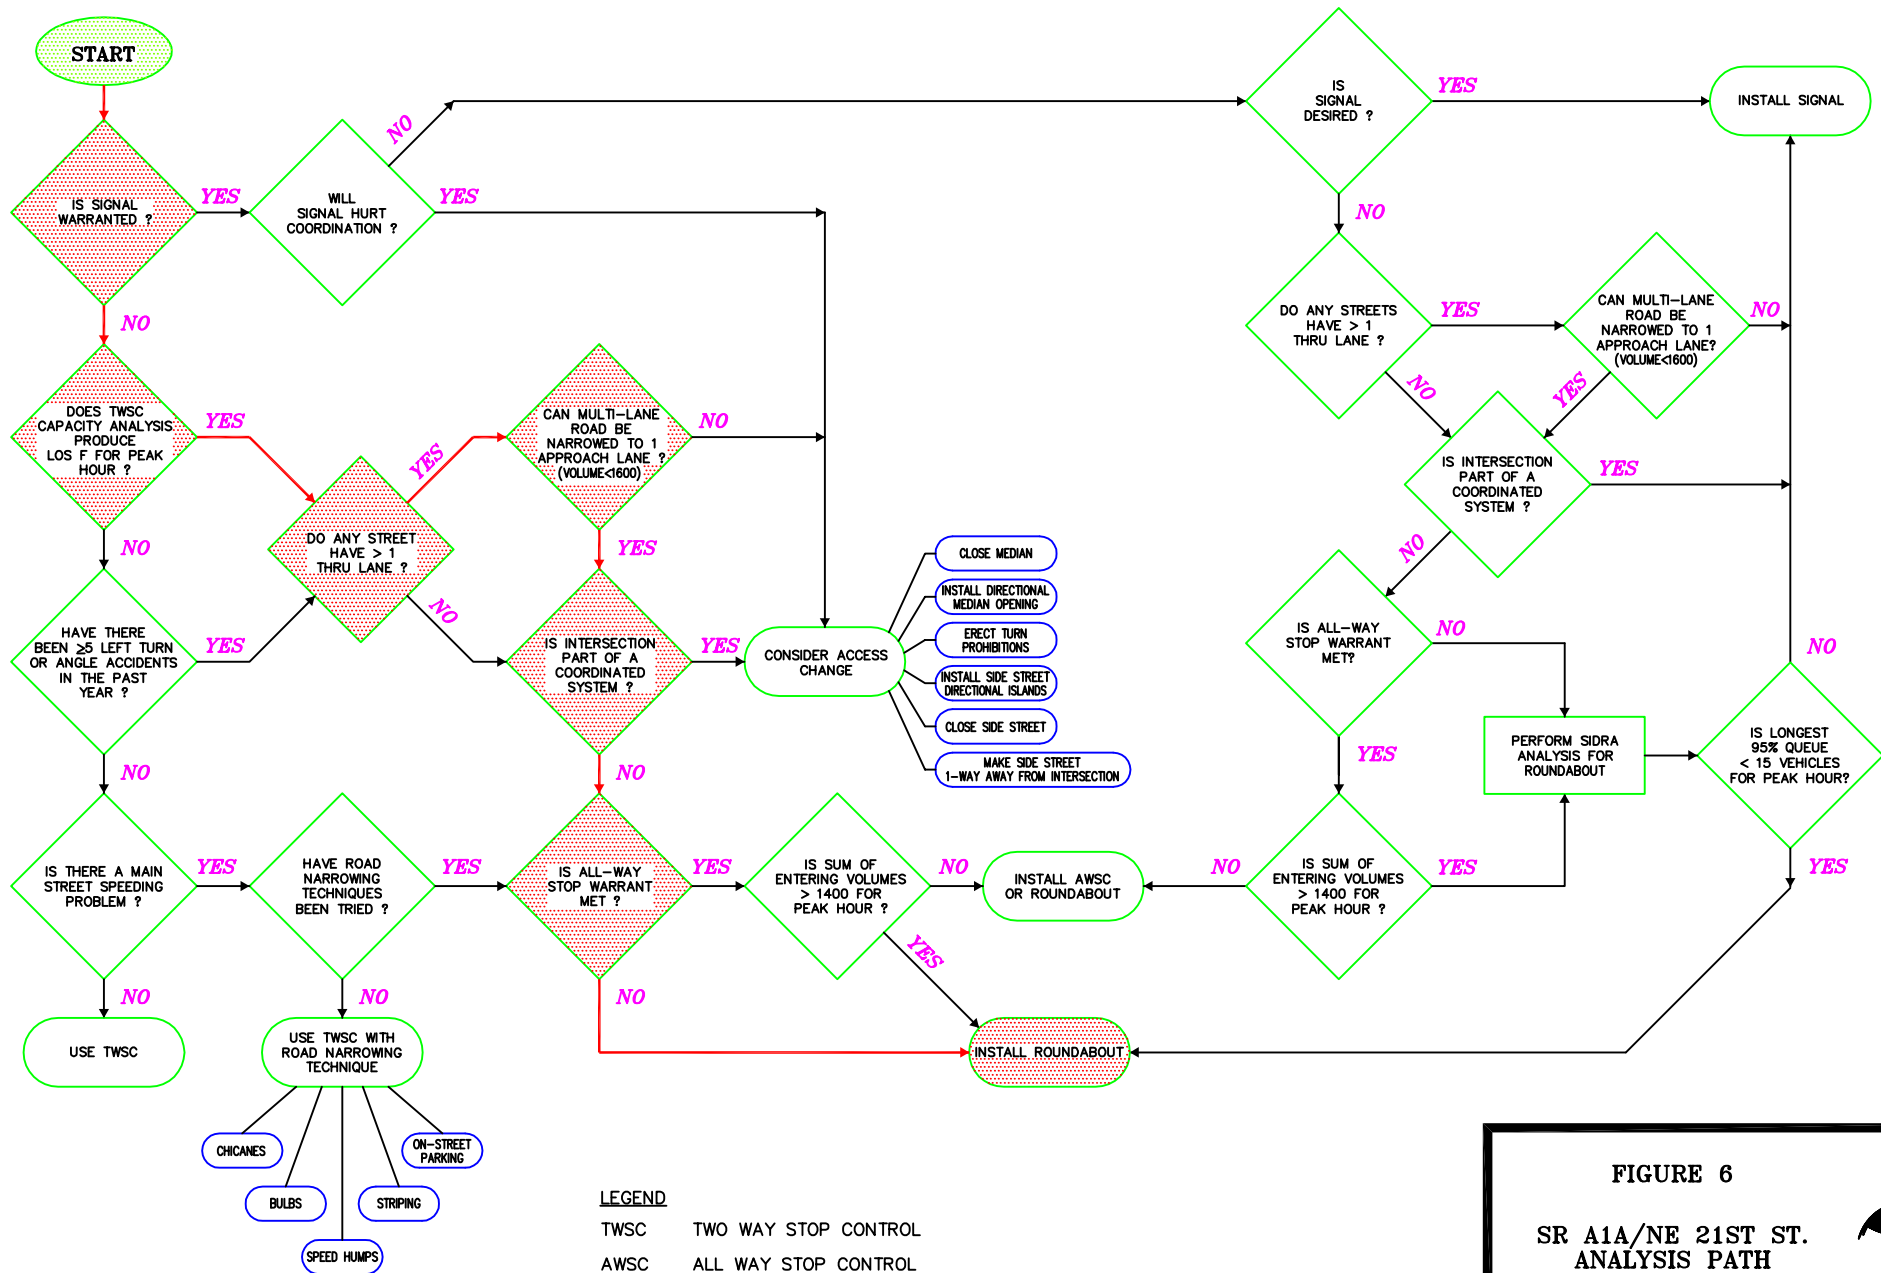 START
IS SIGNAL
WARRANTED ?
YES
NO
WILL
SIGNAL HURT
COORDINATION ?
NO
YES
IS
SIGNAL
DESIRED ?
YES
NO
INSTALL SIGNAL
DO ANY STREETS
HAVE > 1
THRU LANE ?
YES
NO
CAN MULTI-LANE
ROAD BE
NARROWED TO 1
APPROACH LANE?
(VOLUME<1600)
NO
YES
DOES TWSC
CAPACITY ANALYSIS
PRODUCE
LOS F FOR PEAK
HOUR ?
YES
NO
DO ANY STREET
HAVE > 1
THRU LANE ?
YES
NO
CAN MULTI-LANE
ROAD BE
NARROWED TO 1
APPROACH LANE ?
(VOLUME<1600)
NO
YES
IS INTERSECTION
PART OF A
COORDINATED
SYSTEM ?
YES
NO
HAVE THERE
BEEN ≥5 LEFT TURN
OR ANGLE ACCIDENTS
IN THE PAST
YEAR ?
YES
NO
IS INTERSECTION
PART OF A
COORDINATED
SYSTEM ?
YES
NO
CONSIDER ACCESS
CHANGE
CLOSE MEDIAN
INSTALL DIRECTIONAL
MEDIAN OPENING
ERECT TURN
PROHIBITIONS
INSTALL SIDE STREET
DIRECTIONAL ISLANDS
CLOSE SIDE STREET
MAKE SIDE STREET
1-WAY AWAY FROM INTERSECTION
IS ALL-WAY
STOP WARRANT
MET?
NO
YES
PERFORM SIDRA
ANALYSIS FOR
ROUNDABOUT
IS LONGEST
95% QUEUE
< 15 VEHICLES
FOR PEAK HOUR?
NO
YES
IS THERE A MAIN
STREET SPEEDING
PROBLEM ?
YES
NO
HAVE ROAD
NARROWING
TECHNIQUES
BEEN TRIED ?
YES
NO
IS ALL-WAY
STOP WARRANT
MET ?
YES
NO
IS SUM OF
ENTERING VOLUMES
> 1400 FOR
PEAK HOUR ?
NO
YES
INSTALL AWSC
OR ROUNDABOUT
NO
IS SUM OF
ENTERING VOLUMES
> 1400 FOR
PEAK HOUR ?
YES
USE TWSC
USE TWSC WITH
ROAD NARROWING
TECHNIQUE
INSTALL ROUNDABOUT
CHICANES
BULBS
SPEED HUMPS
STRIPING
ON-STREET
PARKING
LEGEND
TWSC TWO WAY STOP CONTROL
AWSC ALL WAY STOP CONTROL
FIGURE 6
SR A1A/NE 21ST ST.
ANALYSIS PATH